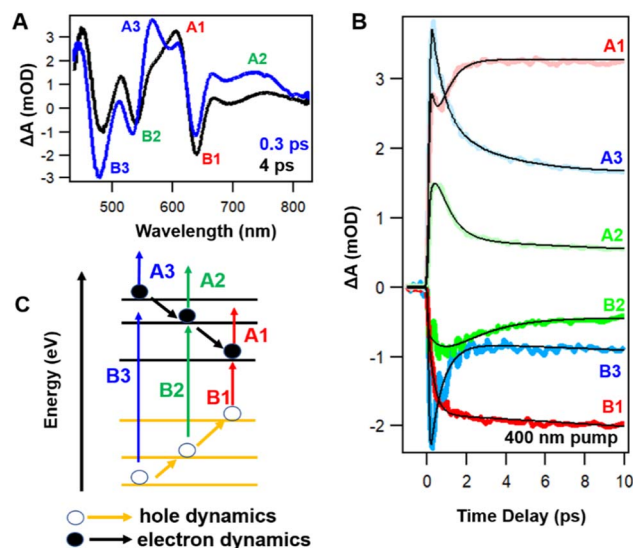 A
A3
A1
A2
B2
B3
B1
0.3 ps
4 ps
ΔA (mOD)
3
2
1
0
-1
-2
-3
500
600
700
800
Wavelength (nm)
B
A1
A3
A2
B2
B3
B1
400 nm pump
ΔA (mOD)
3
2
1
0
-1
-2
0
2
4
6
8
10
Time Delay (ps)
C
A3
A2
A1
B3
B2
B1
Energy (eV)
hole dynamics
electron dynamics